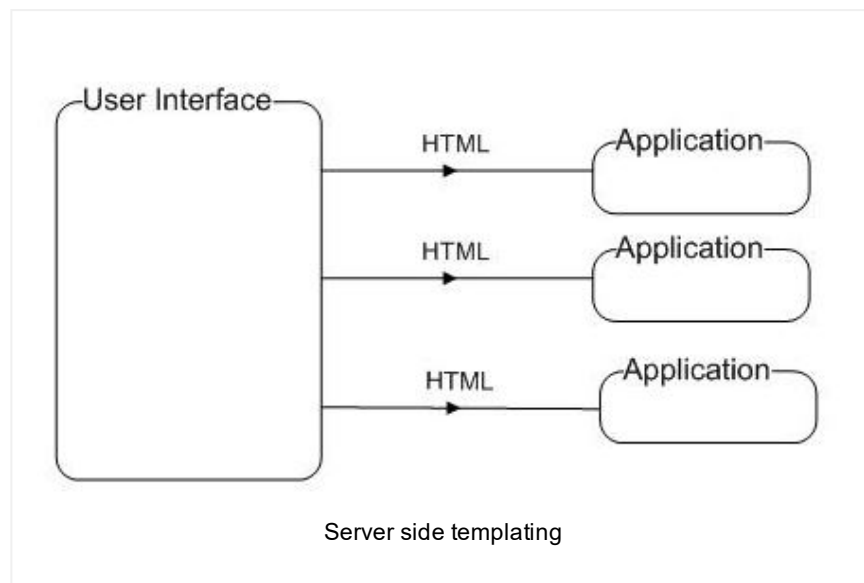 User Interface
HTML
Application
HTML
Application
HTML
Application
Server side templating